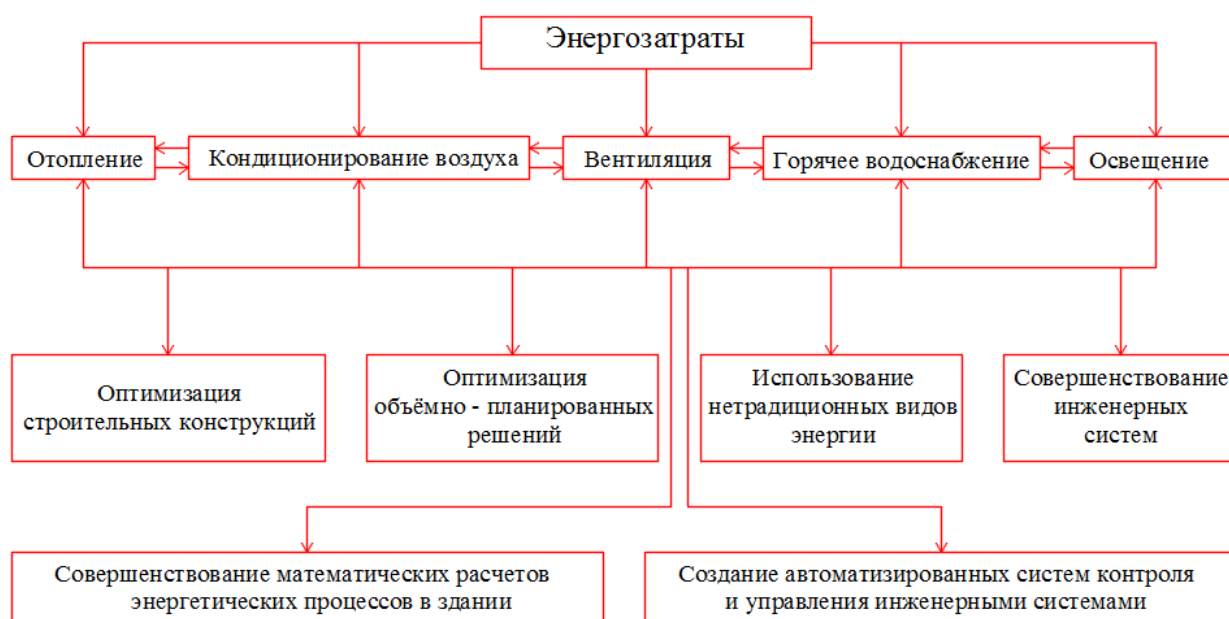 Энергозатраты
Отопление
Кондиционирование воздуха
Вентиляция
Горячее водоснабжение
Освещение
Оптимизация
строительных конструкций
Оптимизация
объёмно - планированных
решений
Использование
нетрадиционных видов
энергии
Совершенствование
инженерных
систем
Совершенствование математических расчетов
энергетических процессов в здании
Создание автоматизированных систем контроля
и управления инженерными системами